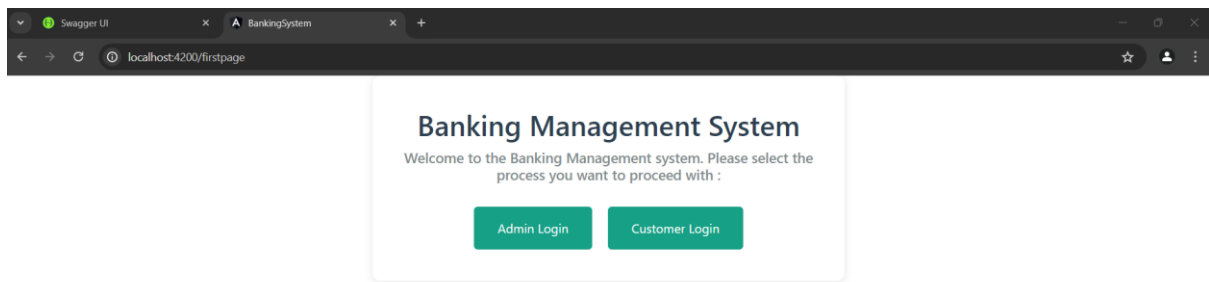 Swagger UI
BankingSystem
localhost:4200/firstpage
Banking Management System
Welcome to the Banking Management system. Please select the
process you want to proceed with :
Admin Login
Customer Login